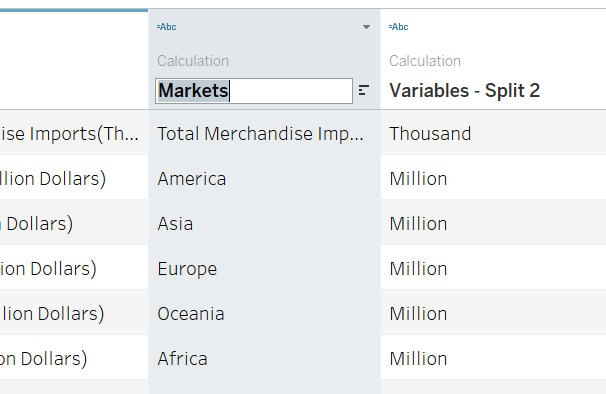 =Abc =Abc
Calculation Calculation
Markets Variables - Split 2
ise Imports(Th... Total Merchandise Imp... Thousand
llion Dollars) America Million
Dollars) Asia Million
ion Dollars) Europe Million
llion Dollars) Oceania Million
on Dollars) Africa Million